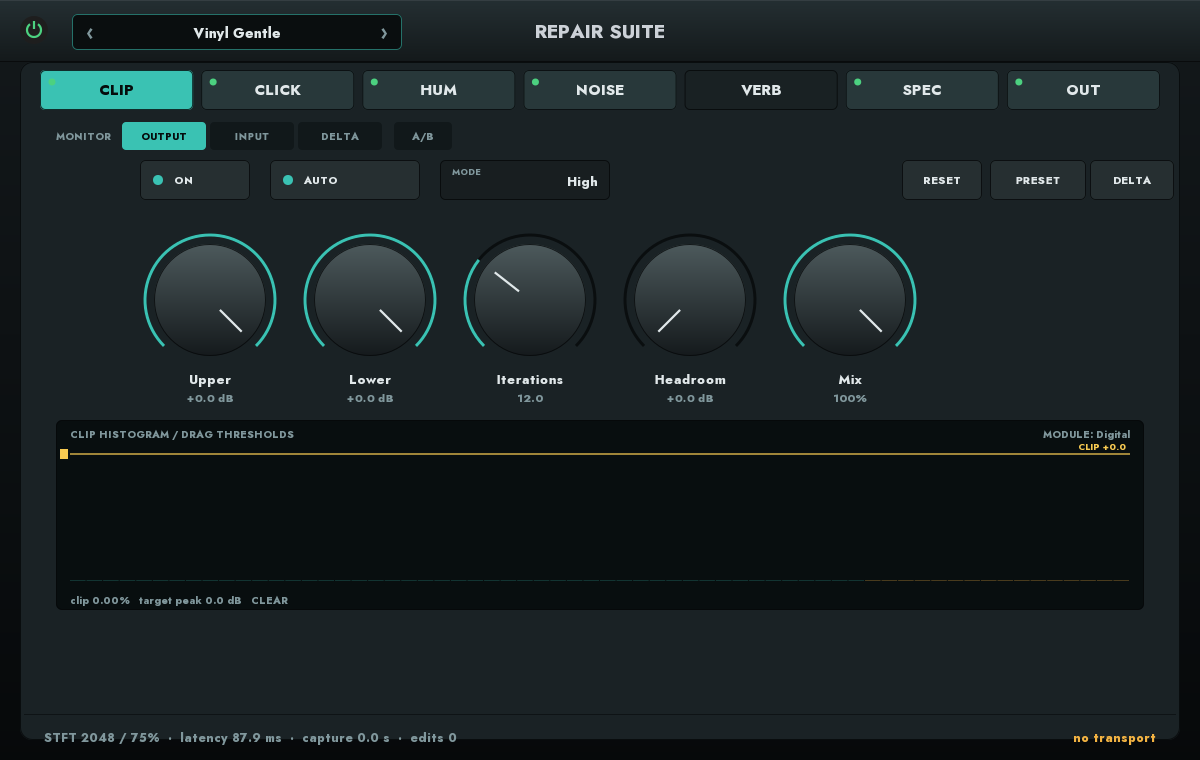 ‹ Vinyl Gentle ›
REPAIR SUITE
CLIP CLICK HUM NOISE VERB SPEC OUT
MONITOR OUTPUT INPUT DELTA A/B
ON AUTO MODE High RESET PRESET DELTA
Upper Lower Iterations Headroom Mix
+0.0 dB +0.0 dB 12.0 +0.0 dB 100%
CLIP HISTOGRAM / DRAG THRESHOLDS MODULE: Digital
CLIP +0.0
clip 0.00% target peak 0.0 dB CLEAR
STFT 2048 / 75% · latency 87.9 ms · capture 0.0 s · edits 0 no transport